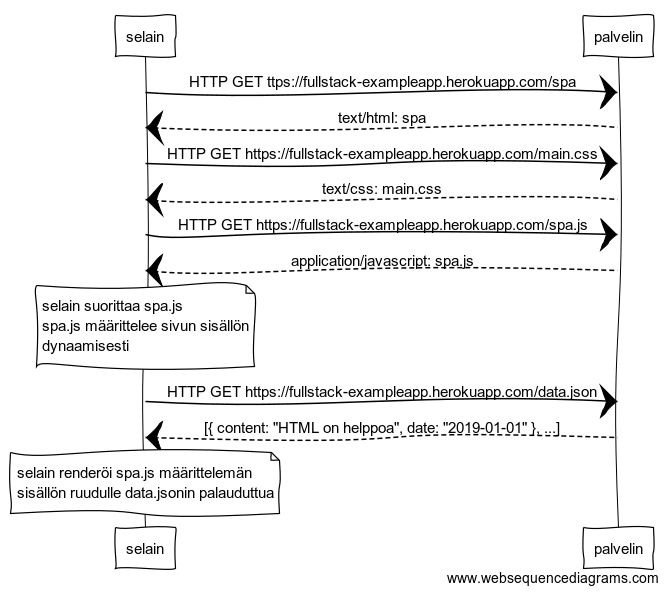 selain
palvelin
HTTP GET ttps://fullstack-exampleapp.herokuapp.com/spa
text/html: spa
HTTP GET https://fullstack-exampleapp.herokuapp.com/main.css
text/css: main.css
HTTP GET https://fullstack-exampleapp.herokuapp.com/spa.js
application/javascript: spa.js
selain suorittaa spa.js
spa.js määrittelee sivun sisällön
dynaamisesti
HTTP GET https://fullstack-exampleapp.herokuapp.com/data.json
[{ content: "HTML on helppoa", date: "2019-01-01" }, ...]
selain renderöi spa.js määrittelemän
sisällön ruudulle data.jsonin palauduttua
selain
palvelin
www.websequencediagrams.com